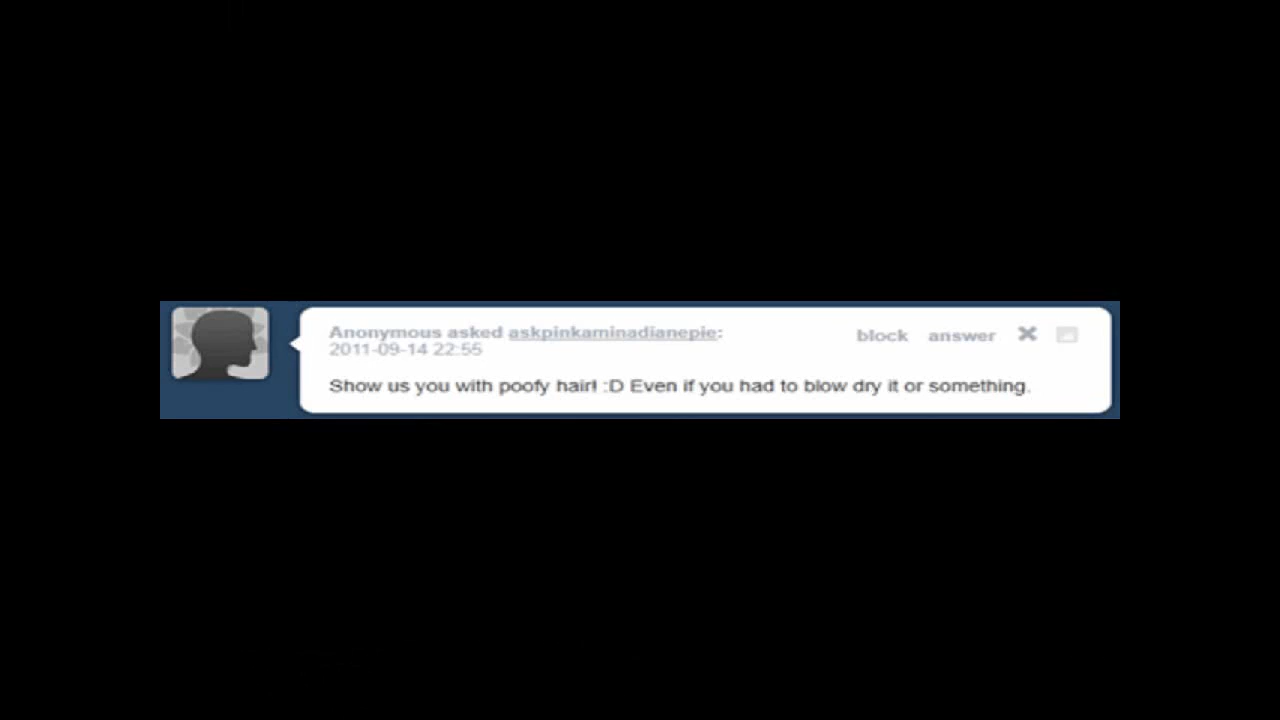 Anonymous asked askpinkaminadianepie: block answer
2011-09-14 22:55
Show us you with poofy hair! :D Even if you had to blow dry it or something.